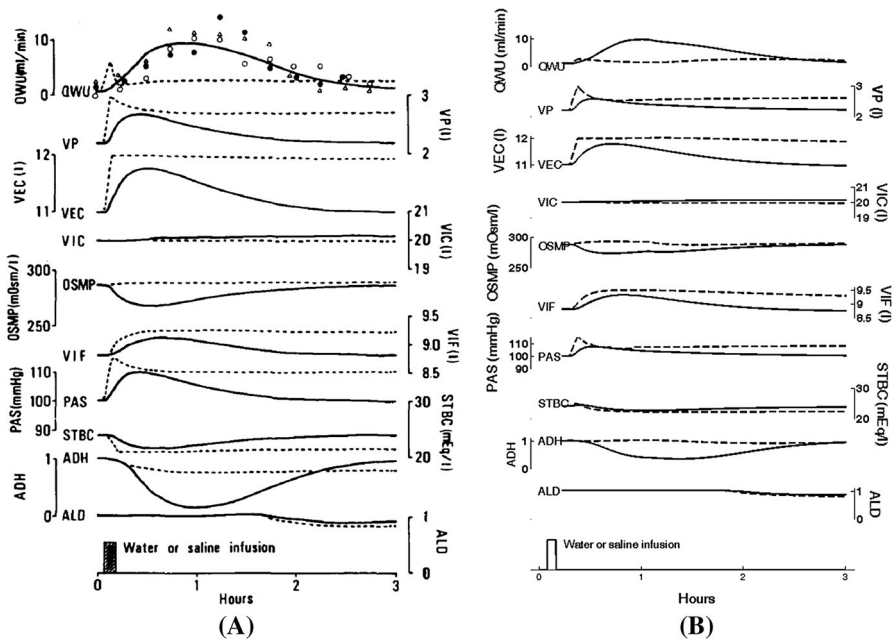 A
B
QWU(ml/min)
10
0
QWU
3
VP (l)
2
VP
12
VEC (l)
11
VEC
21
VIC (l)
20
19
VIC
300
OSMP (mOsm/l)
250
OSMP
9.5
VIF (l)
9.0
8.5
VIF
110
PAS(mmHg)
100
90
PAS
30
STBC (mEq/l)
20
STBC
1
ADH
0
ADH
ALD
1
ALD
0
Water or saline infusion
0 1 2 3
Hours
(A)
QWU (ml/min)
10
0
QWU
3
VP (l)
2
VP
12
VEC (l)
11
VEC
21
VIC (l)
20
19
VIC
300
OSMP (mOsm/l)
250
OSMP
9.5
VIF (l)
9
8.5
VIF
110
PAS (mmHg)
100
90
PAS
30
STBC (mEq/l)
20
STBC
1
ADH
0
ADH
ALD
1
ALD
0
Water or saline infusion
0 1 2 3
Hours
(B)